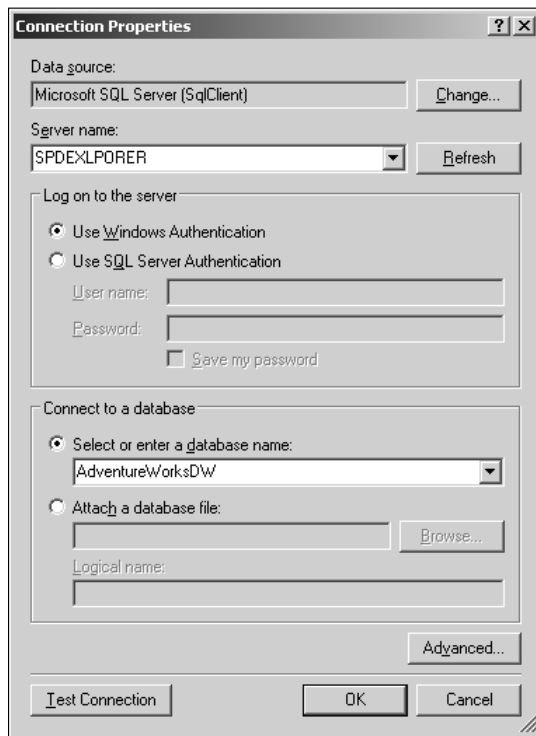 Connection Properties
Data source:
Microsoft SQL Server (SqlClient)
Change...
Server name:
SPDEXLPORER
Refresh
Log on to the server
Use Windows Authentication
Use SQL Server Authentication
User name:
Password:
Save my password
Connect to a database
Select or enter a database name:
AdventureWorksDW
Attach a database file:
Browse...
Logical name:
Advanced...
Test Connection
OK
Cancel